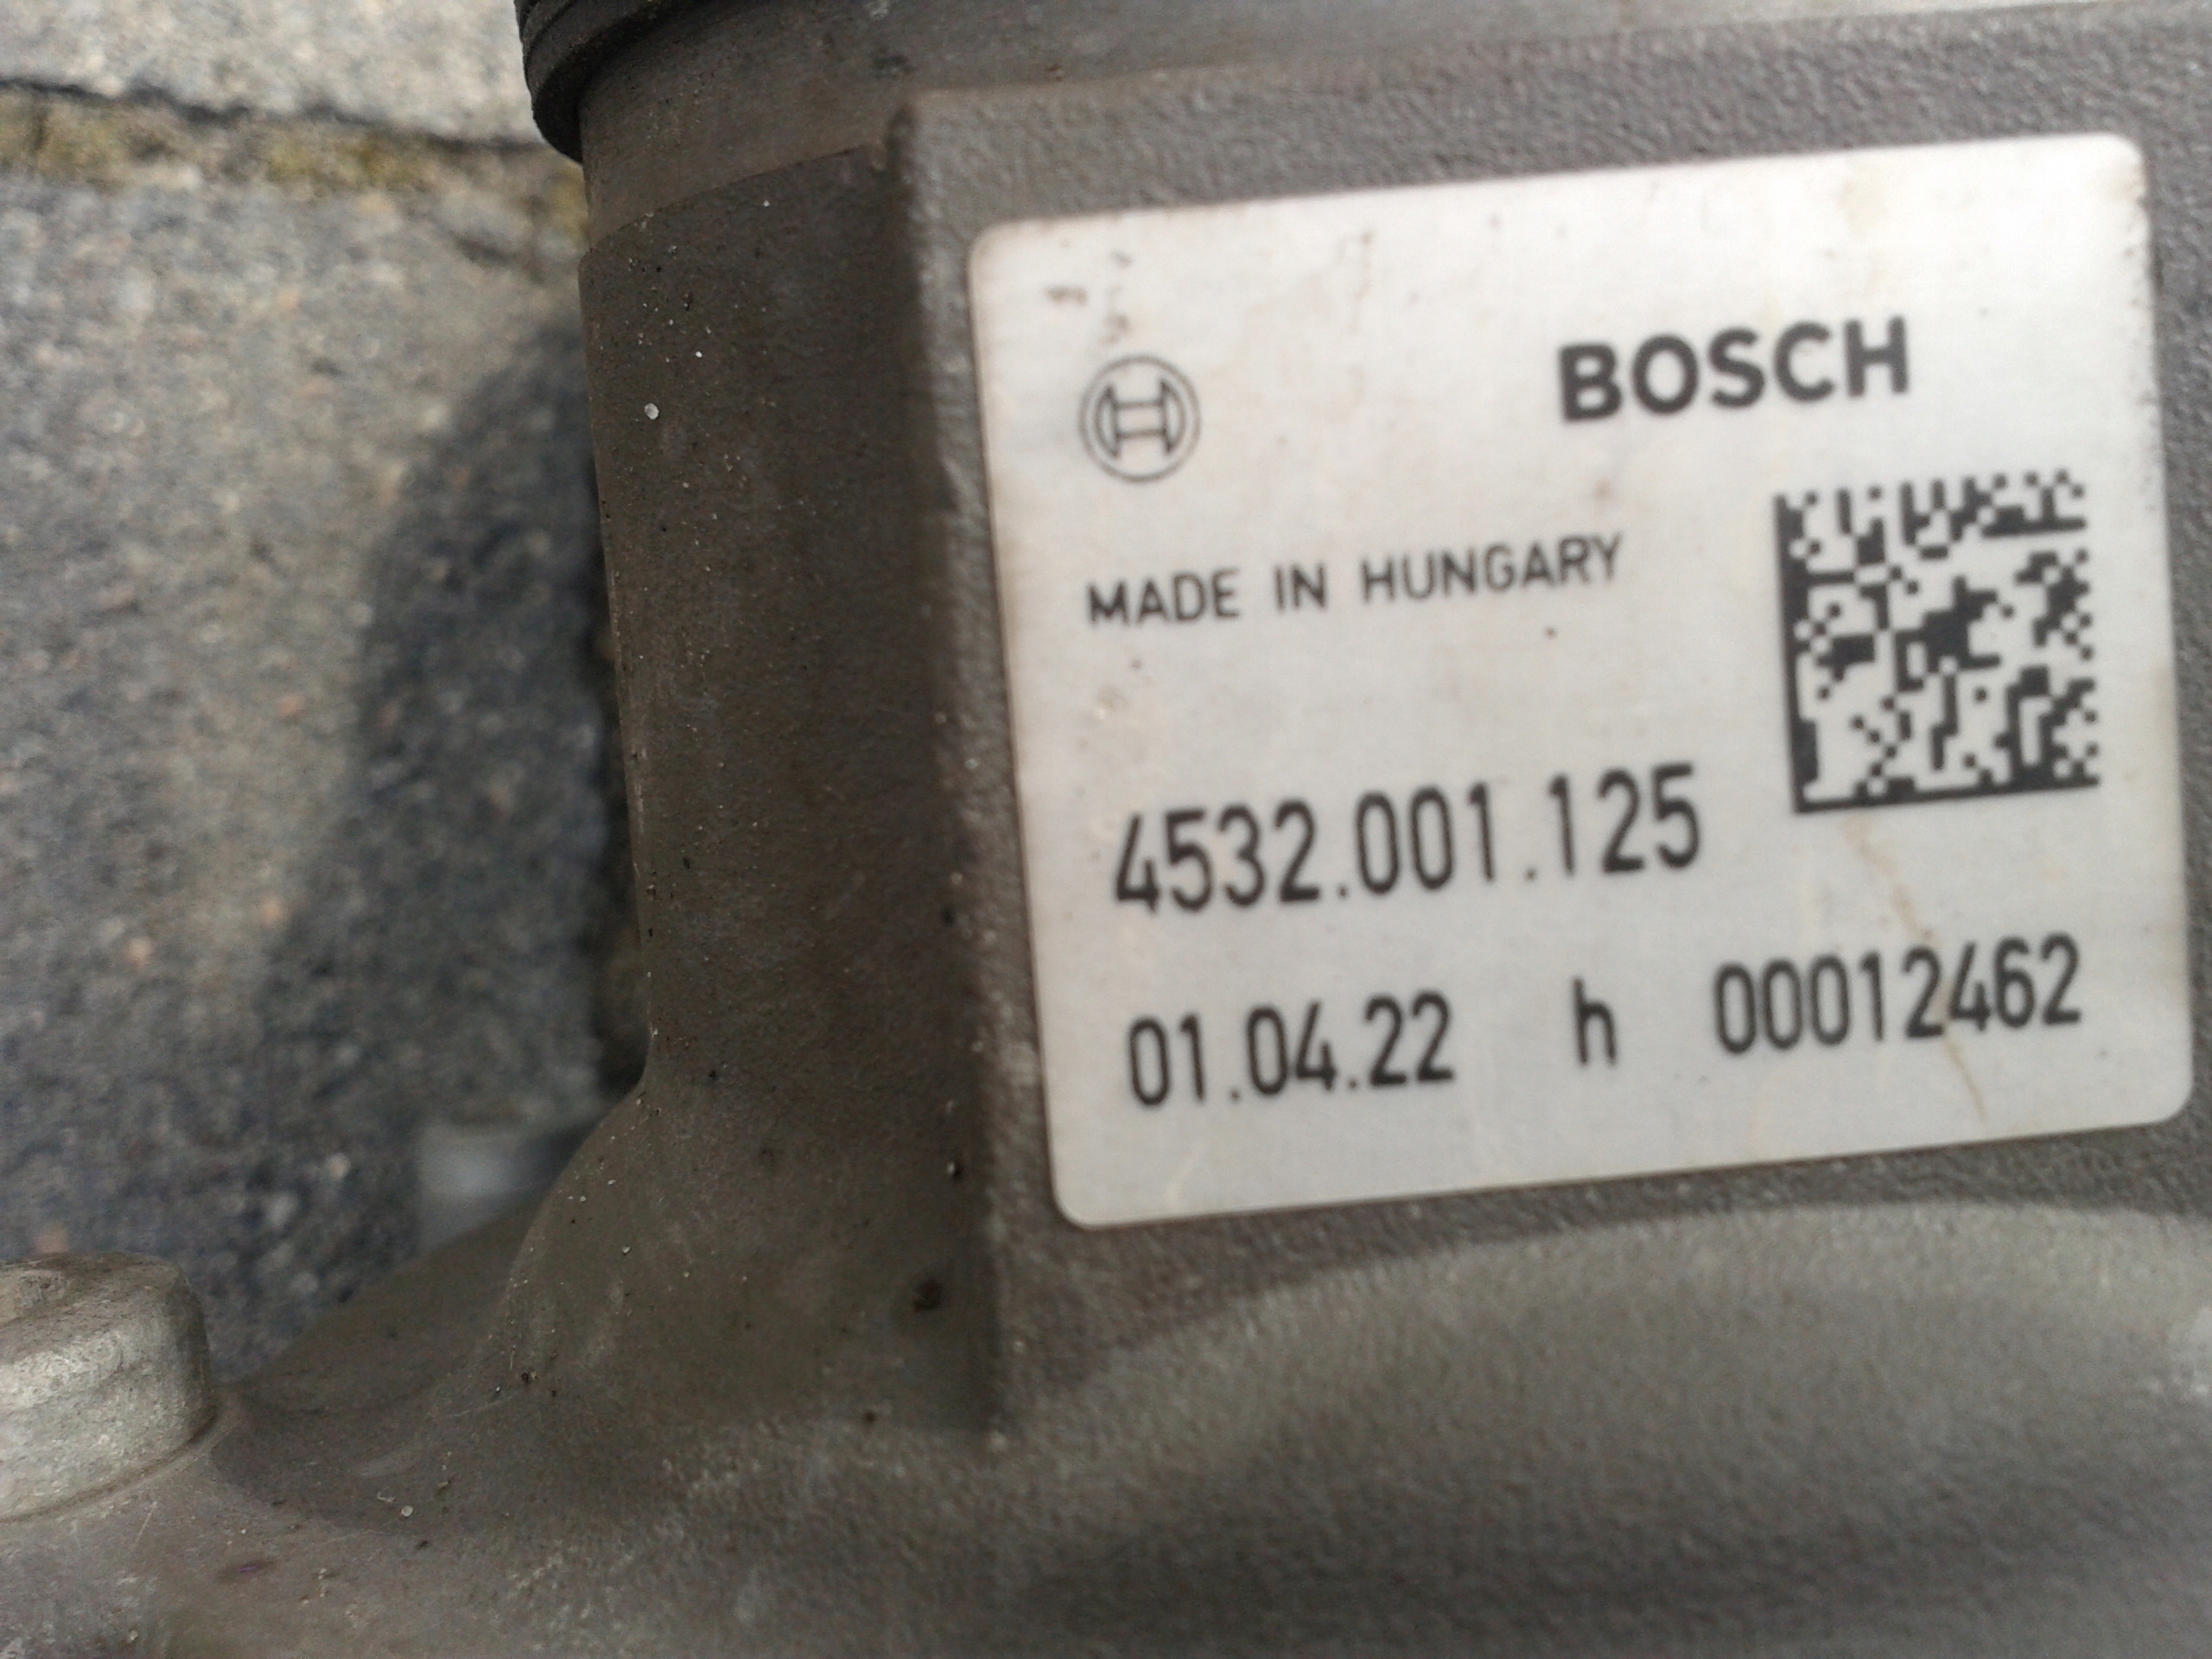 BOSCH
MADE IN HUNGARY
4532.001.125
01.04.22 h 00012462